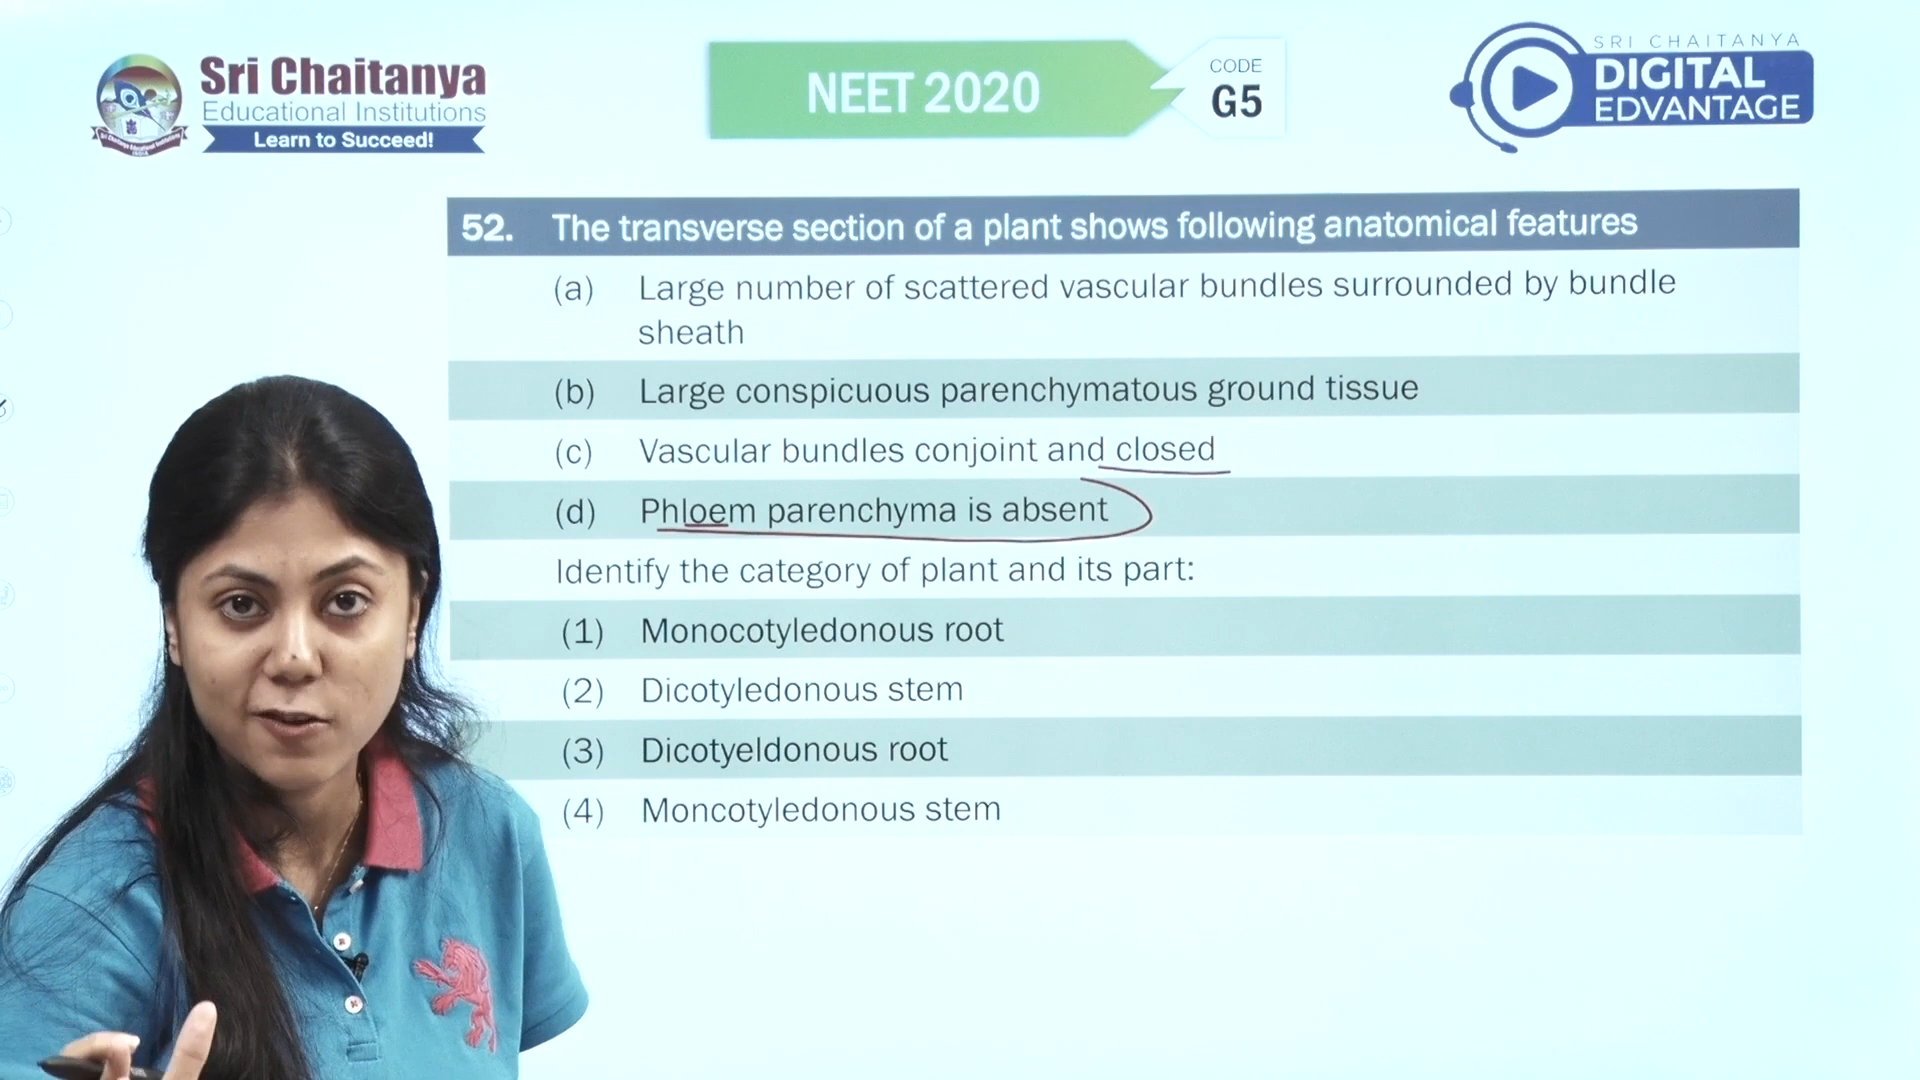 Sri Chaitanya
Educational Institutions
Learn to Succeed!
NEET 2020
CODE
G5
SRI CHAITANYA
DIGITAL
EDVANTAGE
52. The transverse section of a plant shows following anatomical features
(a) Large number of scattered vascular bundles surrounded by bundle
sheath
(b) Large conspicuous parenchymatous ground tissue
(c) Vascular bundles conjoint and closed
(d) Phloem parenchyma is absent
Identify the category of plant and its part:
(1) Monocotyledonous root
(2) Dicotyledonous stem
(3) Dicotyeldonous root
(4) Moncotyledonous stem